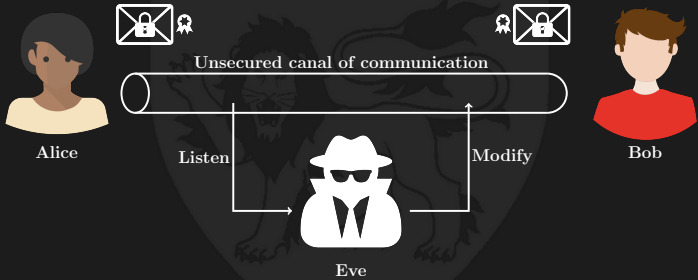 Unsecured canal of communication
Alice
Listen
Modify
Bob
Eve